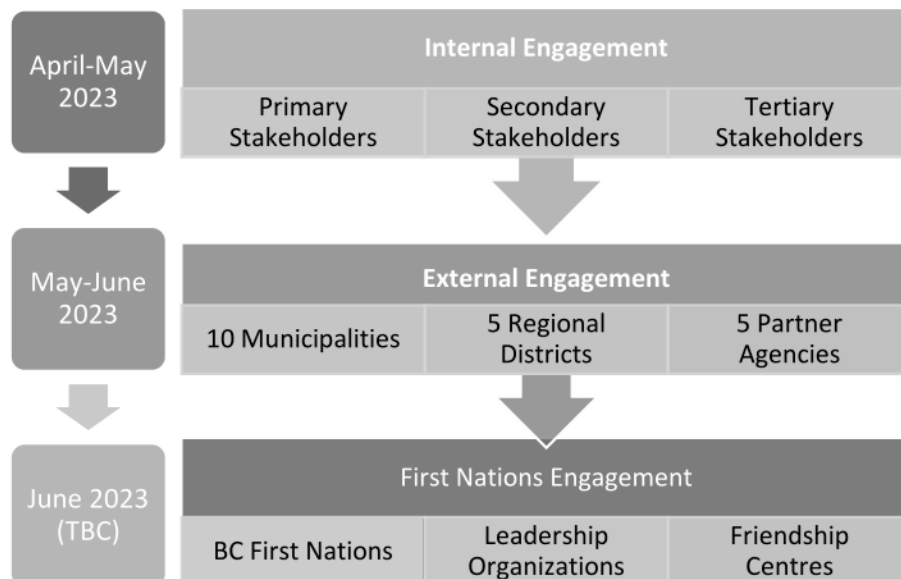 April-May
2023
Internal Engagement
Primary
Stakeholders
Secondary
Stakeholders
Tertiary
Stakeholders
May-June
2023
External Engagement
10 Municipalities
5 Regional
Districts
5 Partner
Agencies
June 2023
(TBC)
First Nations Engagement
BC First Nations
Leadership
Organizations
Friendship
Centres